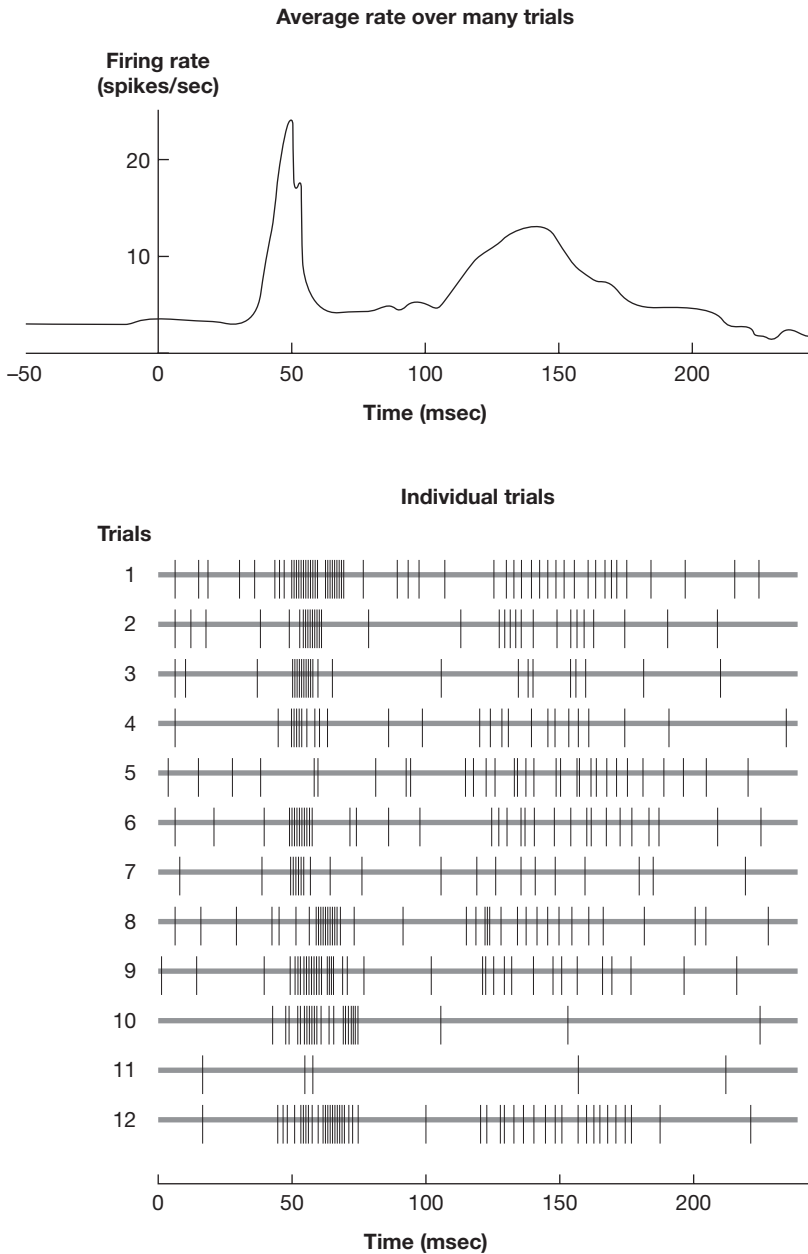 Average rate over many trials
Firing rate
(spikes/sec)
20
10
–50 0 50 100 150 200
Time (msec)
Individual trials
Trials
1
2
3
4
5
6
7
8
9
10
11
12
0 50 100 150 200
Time (msec)